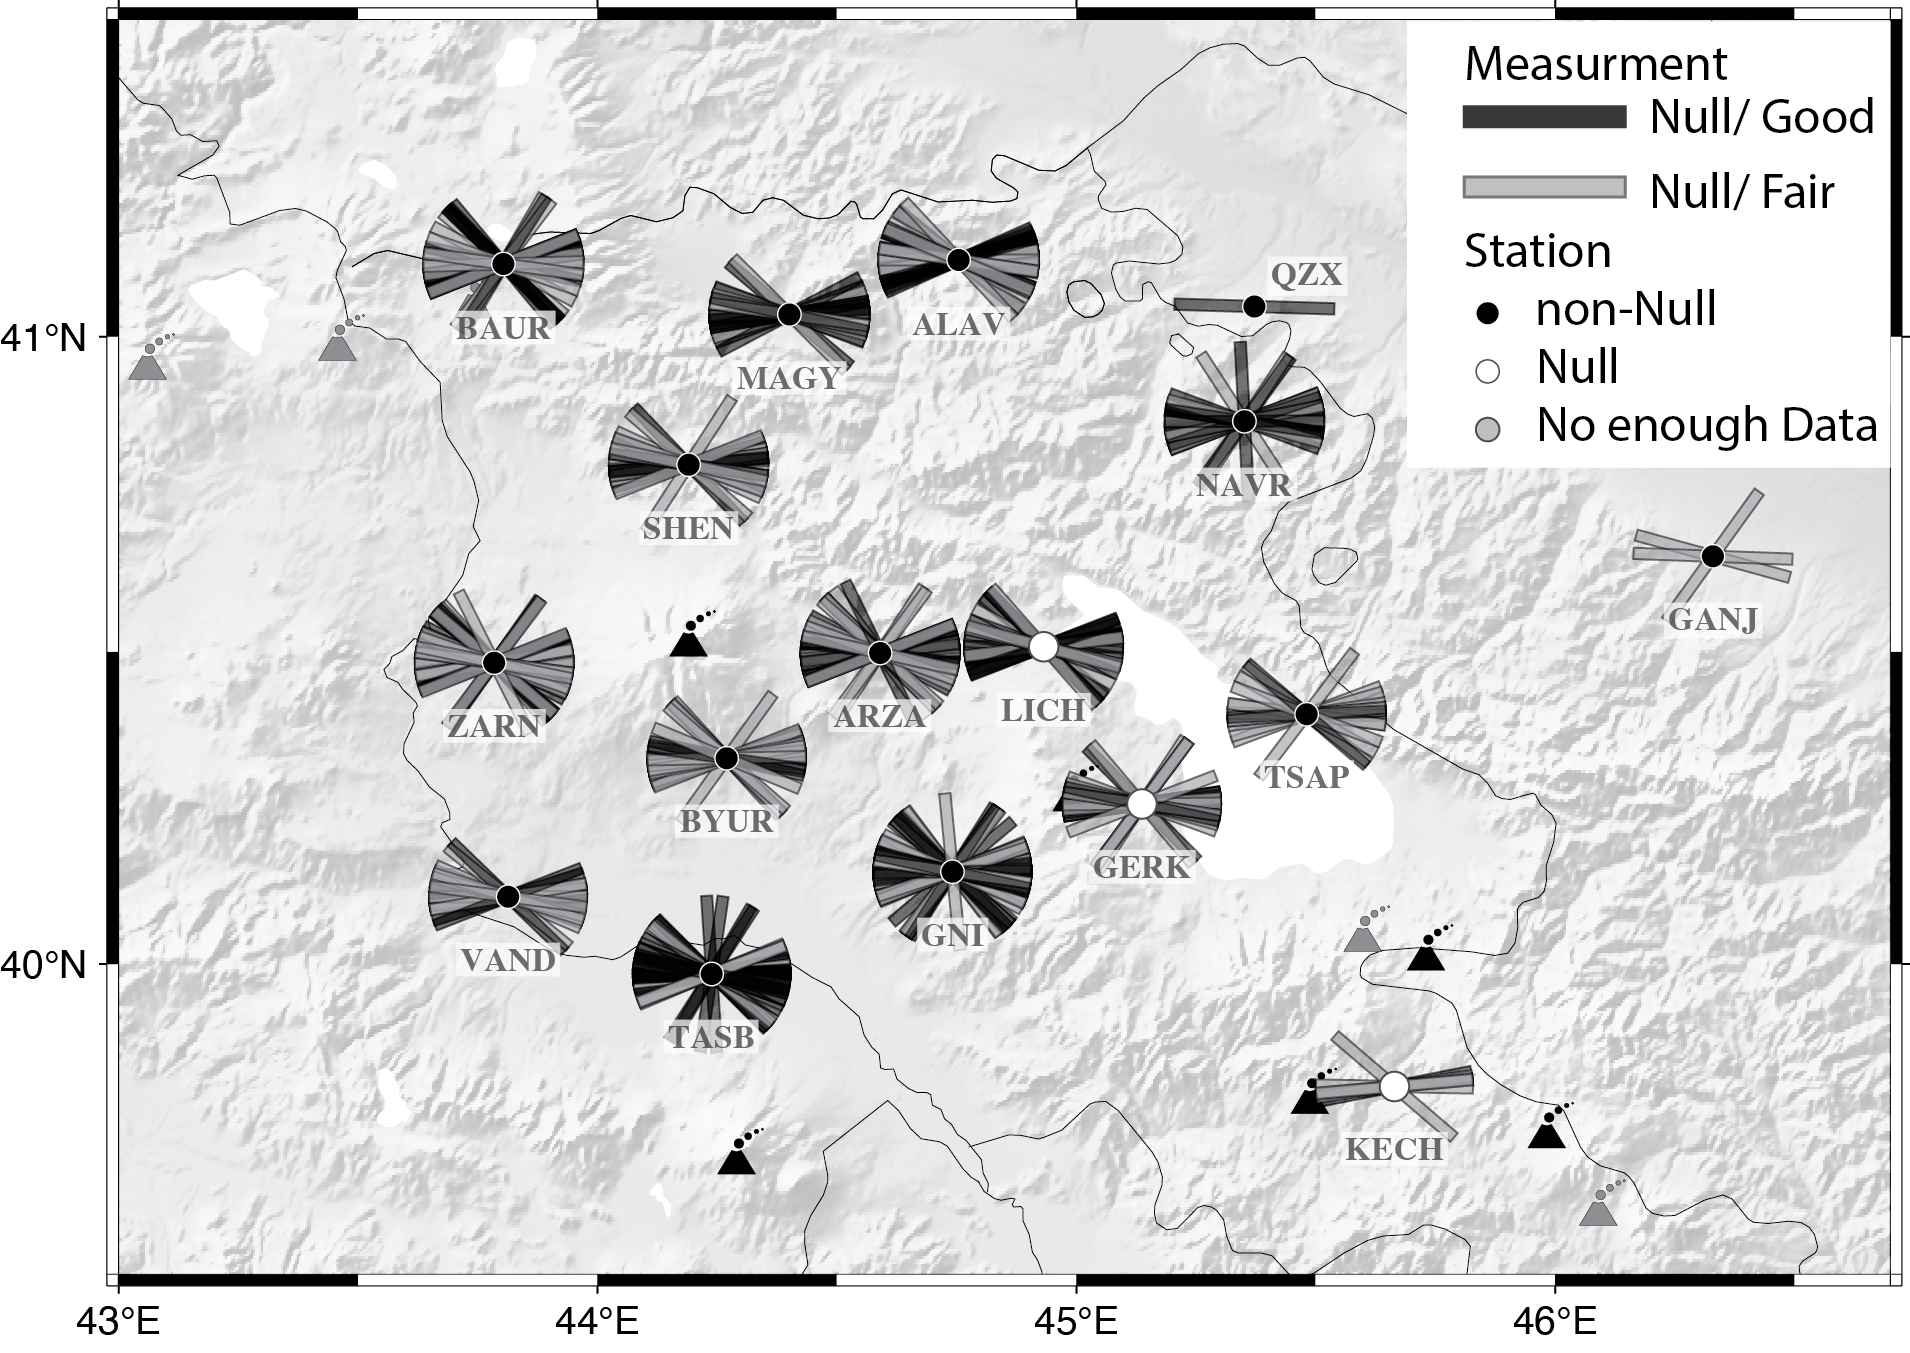 Measurment
Null/ Good
Null/ Fair
Station
non-Null
Null
No enough Data
QZX
BAUR
ALAV
41°N
MAGY
NAVR
SHEN
GANJ
ARZA
LICH
ZARN
TSAP
BYUR
GERK
GNI
VAND
40°N
TASB
KECH
43°E
44°E
45°E
46°E